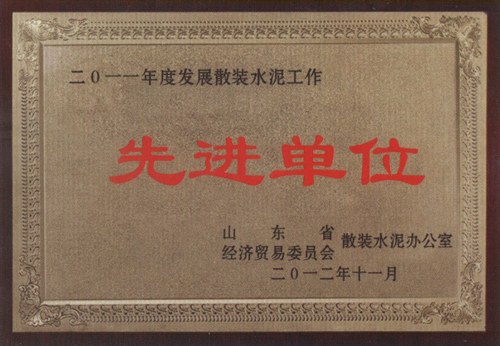 二0一一年度发展散装水泥工作
先进单位
山东省
经济贸易委员会 散装水泥办公室
二0一二年十一月